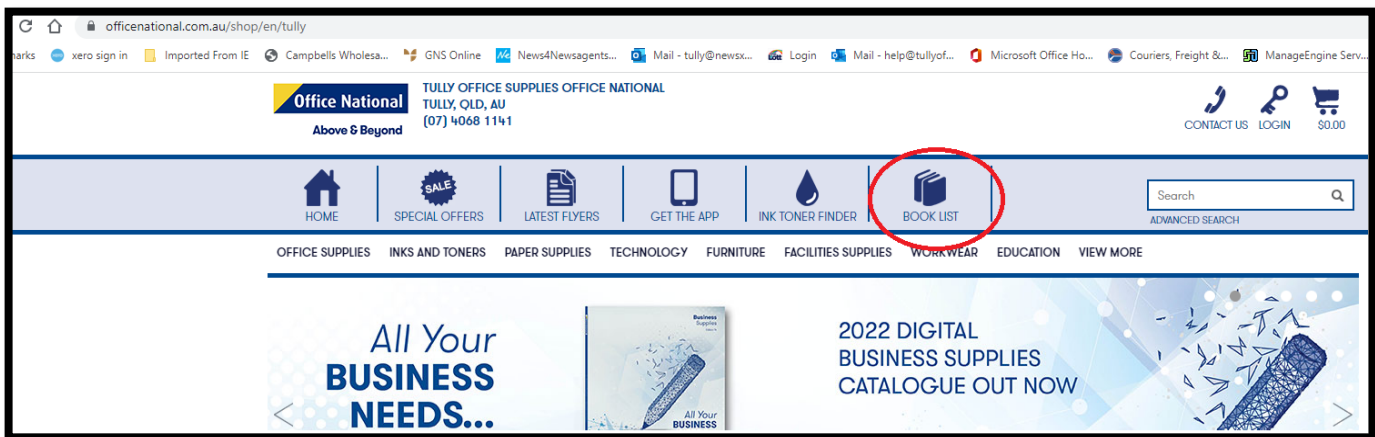 officenational.com.au/shop/en/tully
narks xero sign in Imported From IE Campbells Wholesa... GNS Online News4Newsagents... Mail - tully@newsx... Login Mail - help@tullyof... Microsoft Office Ho... Couriers, Freight &... ManageEngine Serv...
Office National
Above & Beyond
TULLY OFFICE SUPPLIES OFFICE NATIONAL
TULLY, QLD, AU
(07) 4068 1141
CONTACT US LOGIN $0.00
SALE
HOME SPECIAL OFFERS LATEST FLYERS GET THE APP INK TONER FINDER BOOK LIST
Search
ADVANCED SEARCH
OFFICE SUPPLIES INKS AND TONERS PAPER SUPPLIES TECHNOLOGY FURNITURE FACILITIES SUPPLIES WORKWEAR EDUCATION VIEW MORE
All Your
BUSINESS
NEEDS...
Business
Supplies
All Your
BUSINESS
2022 DIGITAL
BUSINESS SUPPLIES
CATALOGUE OUT NOW